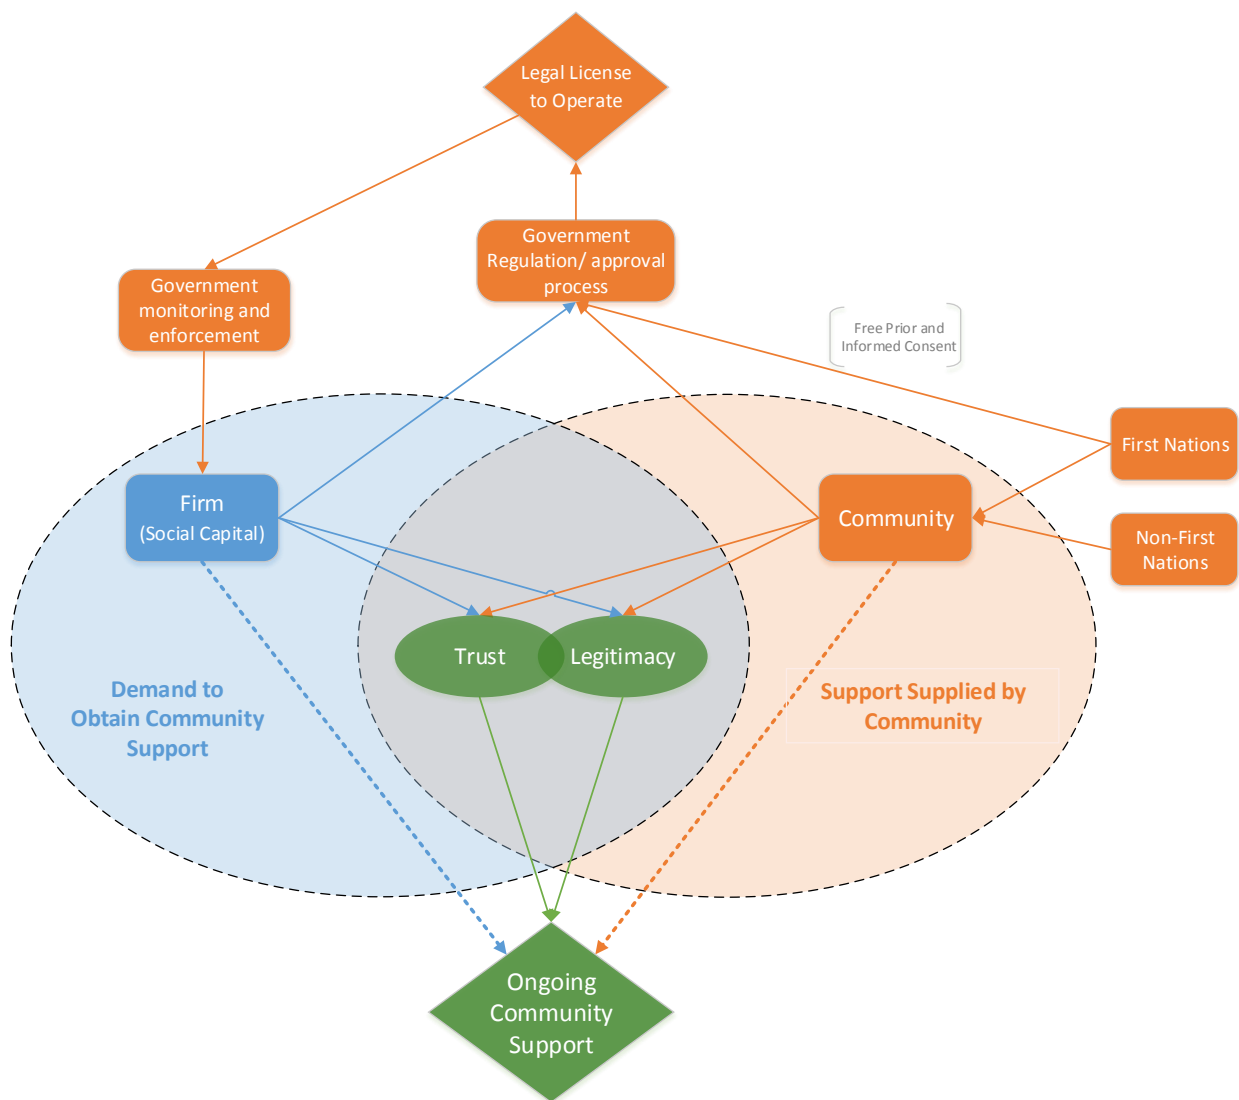 Legal License
to Operate
Government
Regulation/ approval
process
Government
monitoring and
enforcement
Free Prior and
Informed Consent
First Nations
Firm
(Social Capital)
Community
Non-First
Nations
Trust
Legitimacy
Demand to
Obtain Community
Support
Support Supplied by
Community
Ongoing
Community
Support